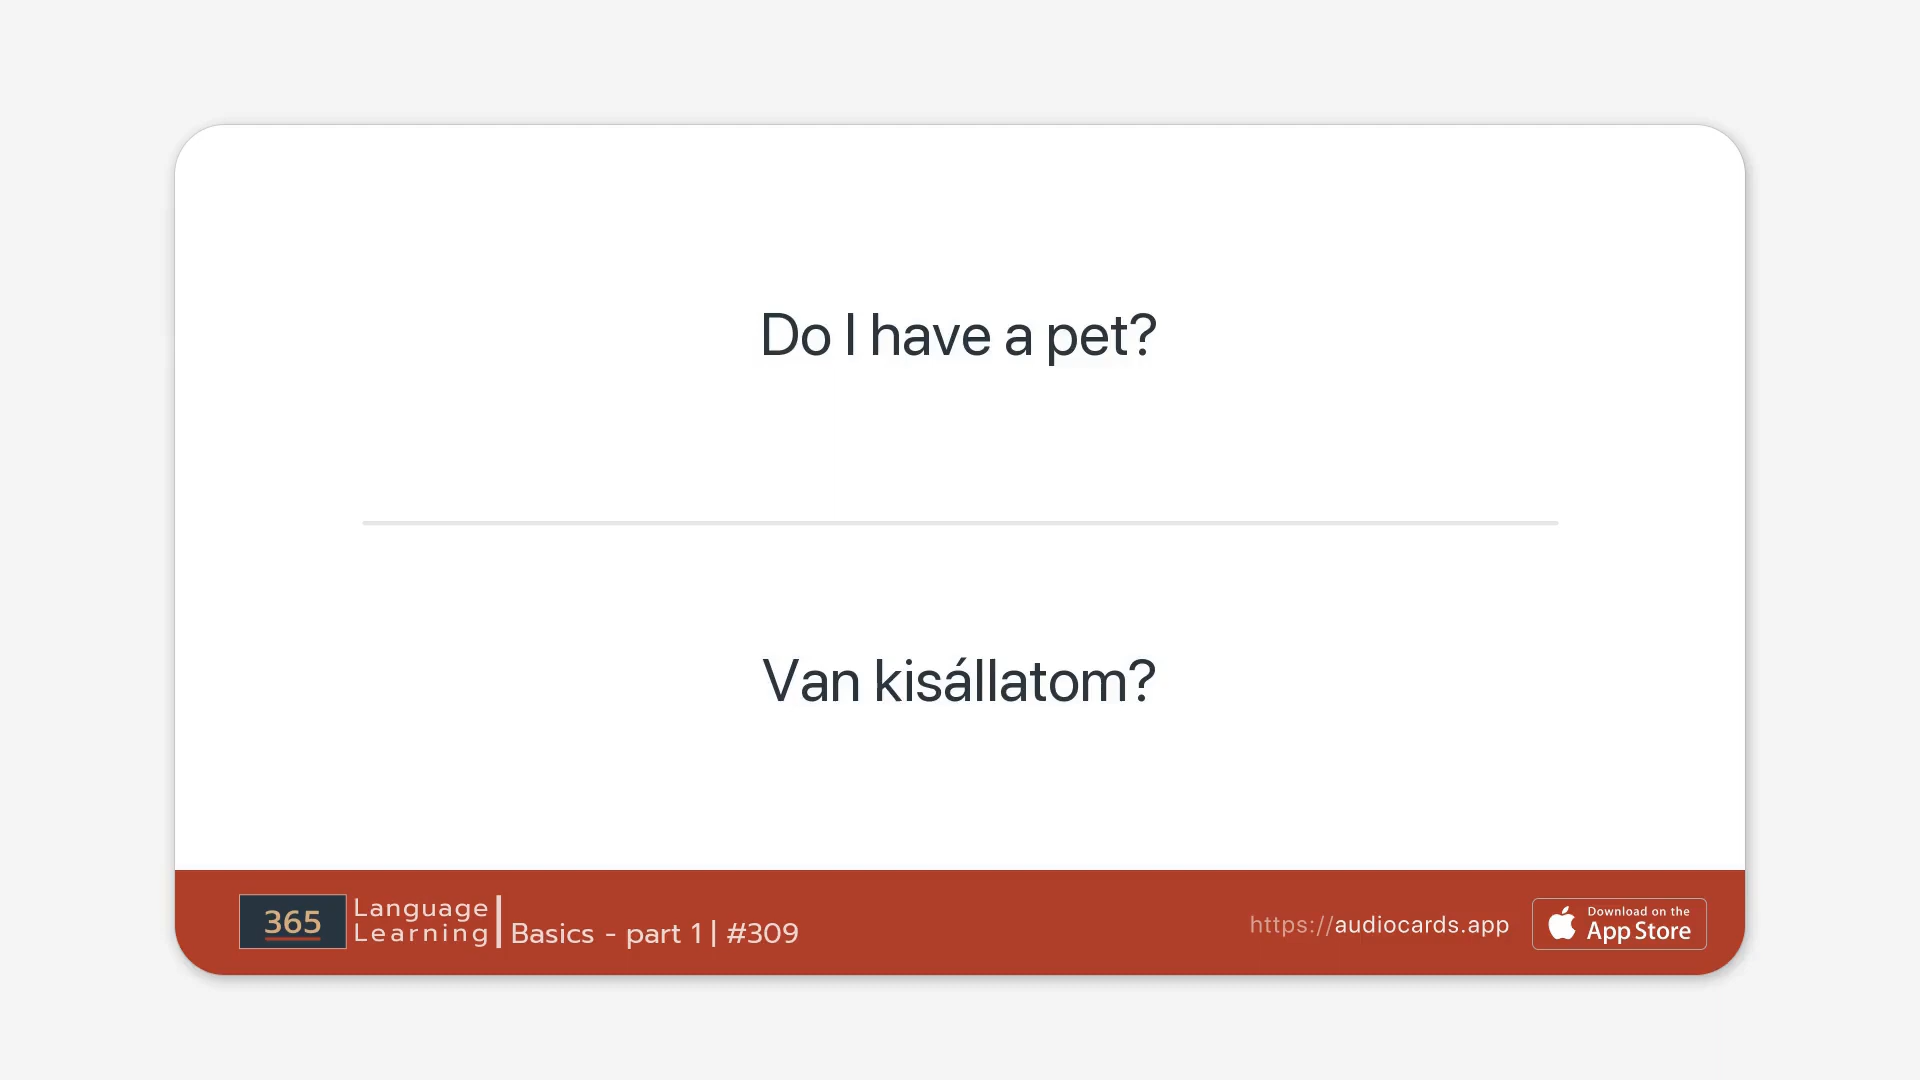 Do I have a pet?
Van kisállatom?
365
Language
Learning
Basics - part 1 | #309
https://audiocards.app
Download on the
App Store